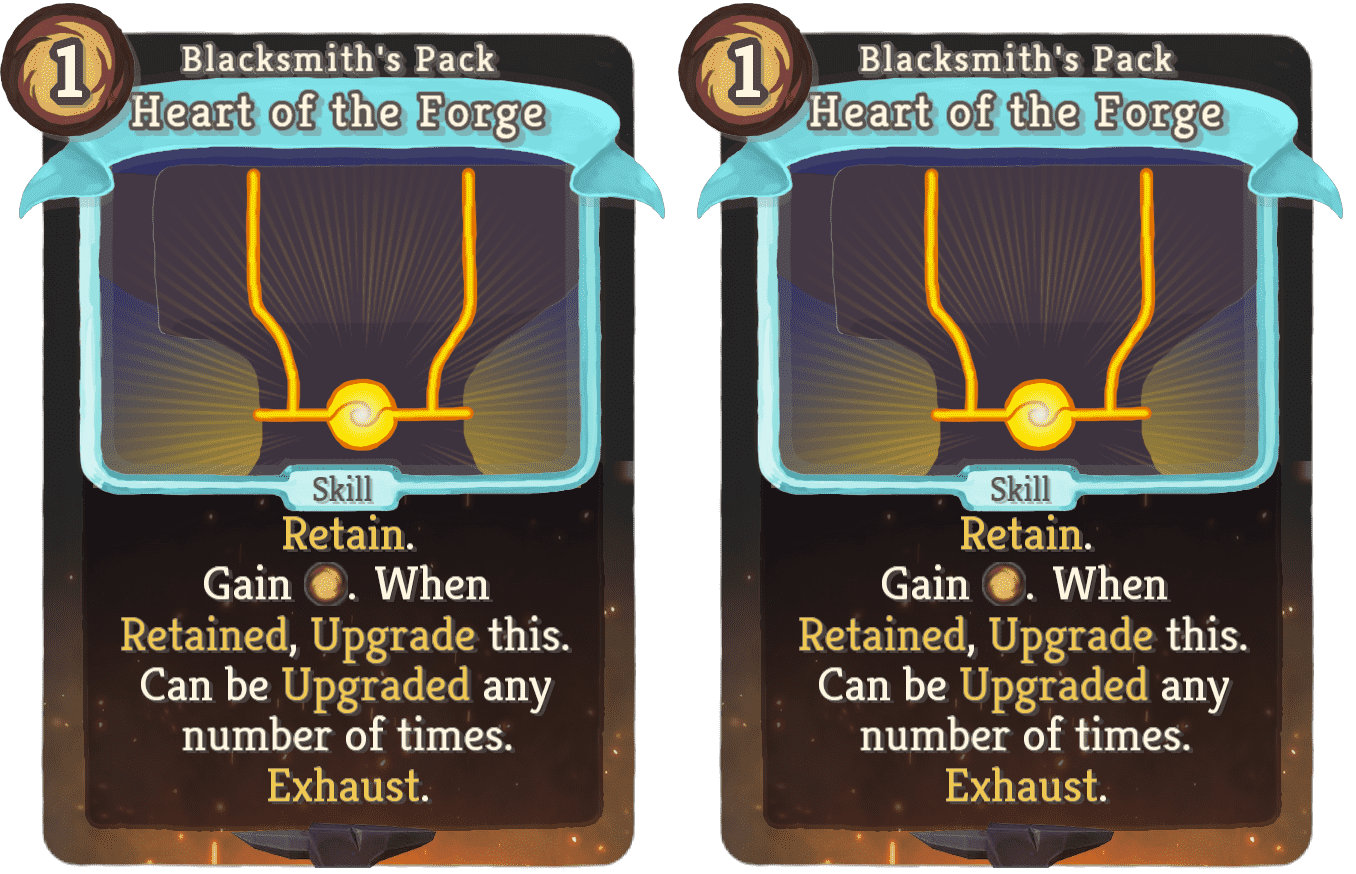 1
Blacksmith's Pack
Heart of the Forge
Skill
Retain.
Gain . When
Retained, Upgrade this.
Can be Upgraded any
number of times.
Exhaust.
1
Blacksmith's Pack
Heart of the Forge
Skill
Retain.
Gain . When
Retained, Upgrade this.
Can be Upgraded any
number of times.
Exhaust.